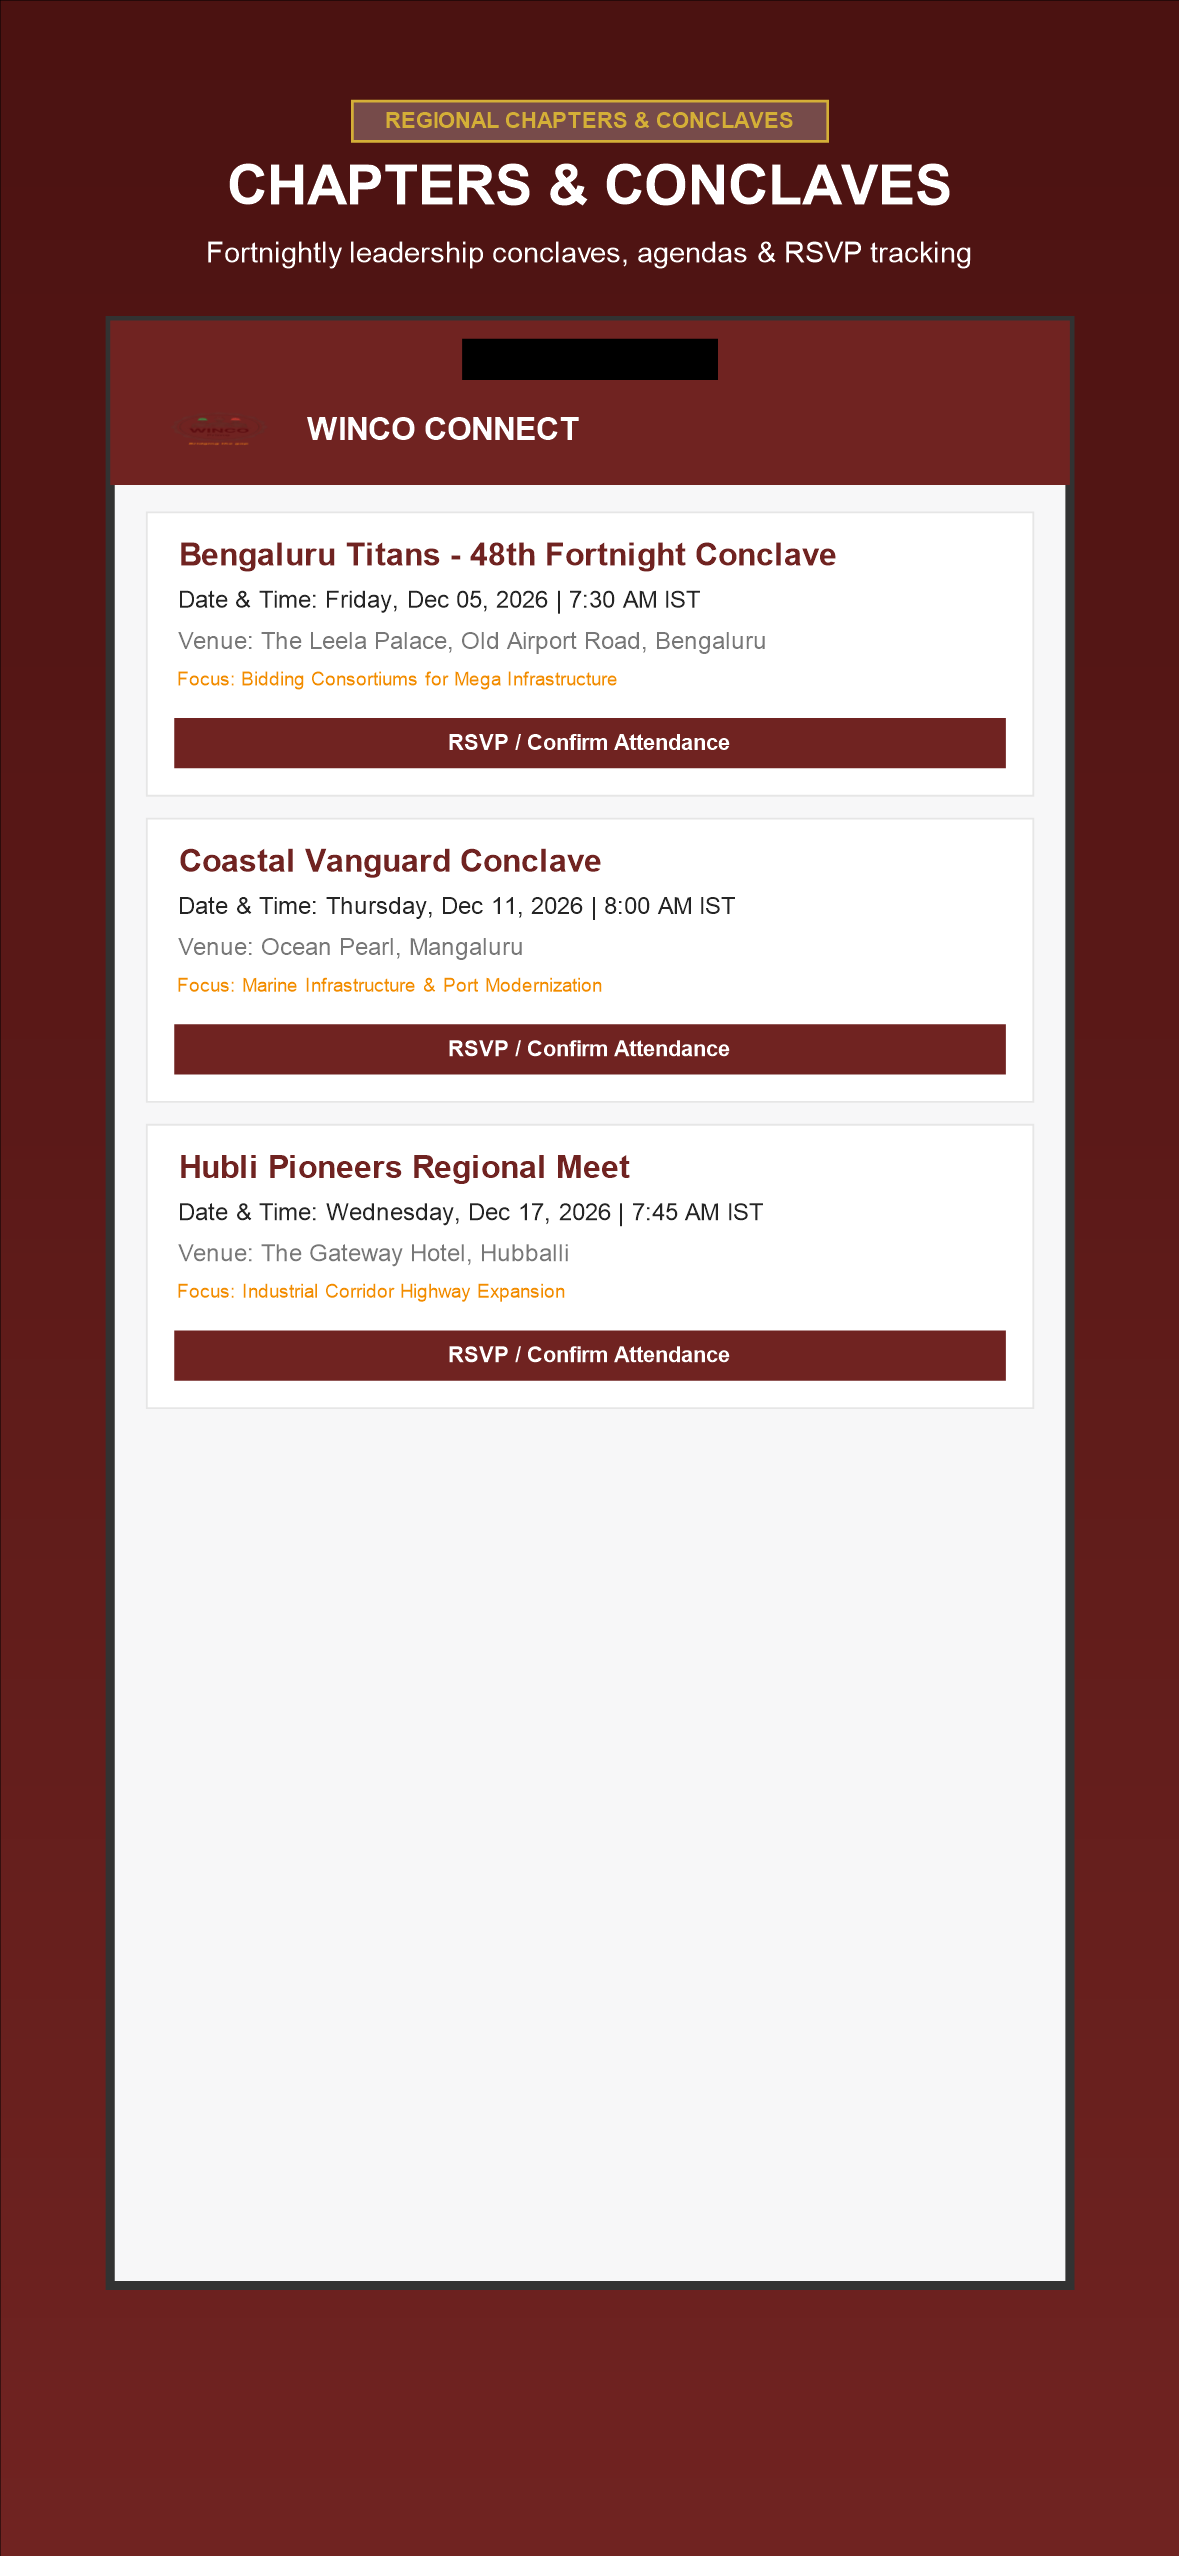 REGIONAL CHAPTERS & CONCLAVES
CHAPTERS & CONCLAVES
Fortnightly leadership conclaves, agendas & RSVP tracking
WINCO
WINCO CONNECT
Bengaluru Titans - 48th Fortnight Conclave
Date & Time: Friday, Dec 05, 2026 | 7:30 AM IST
Venue: The Leela Palace, Old Airport Road, Bengaluru
Focus: Bidding Consortiums for Mega Infrastructure
RSVP / Confirm Attendance
Coastal Vanguard Conclave
Date & Time: Thursday, Dec 11, 2026 | 8:00 AM IST
Venue: Ocean Pearl, Mangaluru
Focus: Marine Infrastructure & Port Modernization
RSVP / Confirm Attendance
Hubli Pioneers Regional Meet
Date & Time: Wednesday, Dec 17, 2026 | 7:45 AM IST
Venue: The Gateway Hotel, Hubballi
Focus: Industrial Corridor Highway Expansion
RSVP / Confirm Attendance